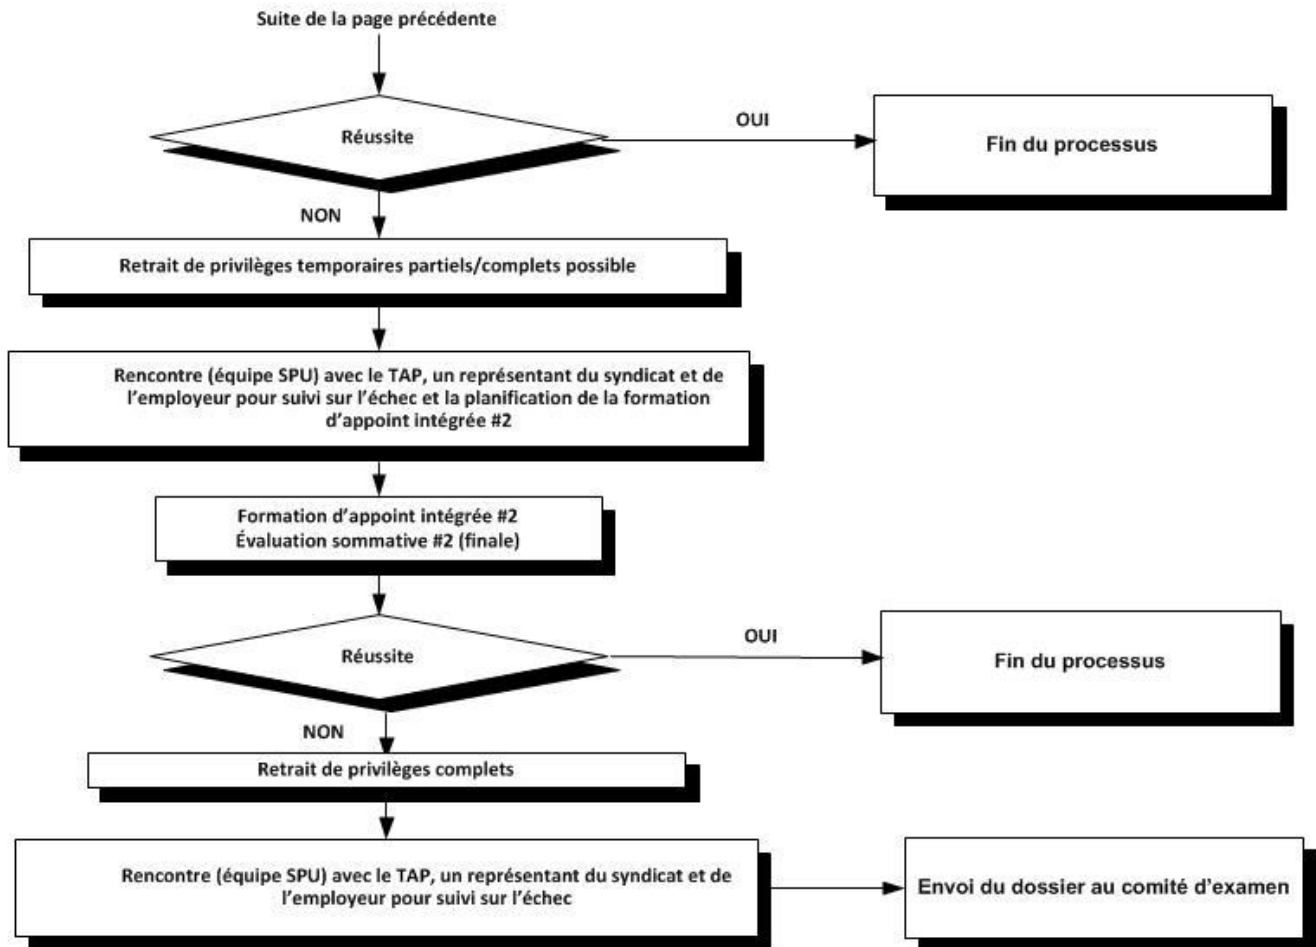 Suite de la page précédente
Réussite
OUI
Fin du processus
NON
Retrait de privilèges temporaires partiels/complets possible
Rencontre (équipe SPU) avec le TAP, un représentant du syndicat et de
l'employeur pour suivi sur l'échec et la planification de la formation
d'appoint intégrée #2
Formation d'appoint intégrée #2
Évaluation sommative #2 (finale)
Réussite
OUI
Fin du processus
NON
Retrait de privilèges complets
Rencontre (équipe SPU) avec le TAP, un représentant du syndicat et de
l'employeur pour suivi sur l'échec
Envoi du dossier au comité d'examen